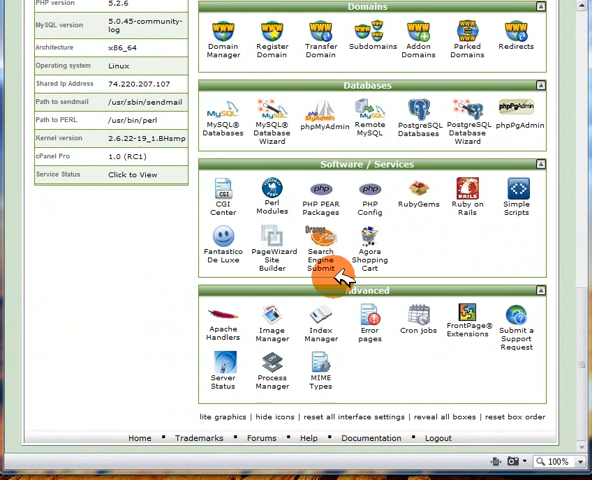 PHP version 5.2.6
MySQL version 5.0.45-community-log
Architecture x86_64
Operating system Linux
Shared Ip Address 74.220.207.107
Path to sendmail /usr/sbin/sendmail
Path to PERL /usr/bin/perl
Kernel version 2.6.22-19_1.BHsmp
cPanel Pro 1.0 (RC1)
Service Status Click to View
Domains
Domain Manager
Register Domain
Transfer Domain
Subdomains
Addon Domains
Parked Domains
Redirects
Databases
MySQL® Databases
MySQL® Database Wizard
phpMyAdmin
Remote MySQL
PostgreSQL Databases
PostgreSQL Database Wizard
phpPgAdmin
Software / Services
CGI Center
Perl Modules
PHP PEAR Packages
PHP Config
RubyGems
Ruby on Rails
Simple Scripts
Fantastico De Luxe
PageWizard Site Builder
Search Engine Submit
Agora Shopping Cart
Advanced
Apache Handlers
Image Manager
Index Manager
Error pages
Cron jobs
FrontPage® Extensions
Submit a Support Request
Server Status
Process Manager
MIME Types
lite graphics | hide icons | reset all interface settings | reveal all boxes | reset box order
Home ▪ Trademarks ▪ Forums ▪ Help ▪ Documentation ▪ Logout
100%